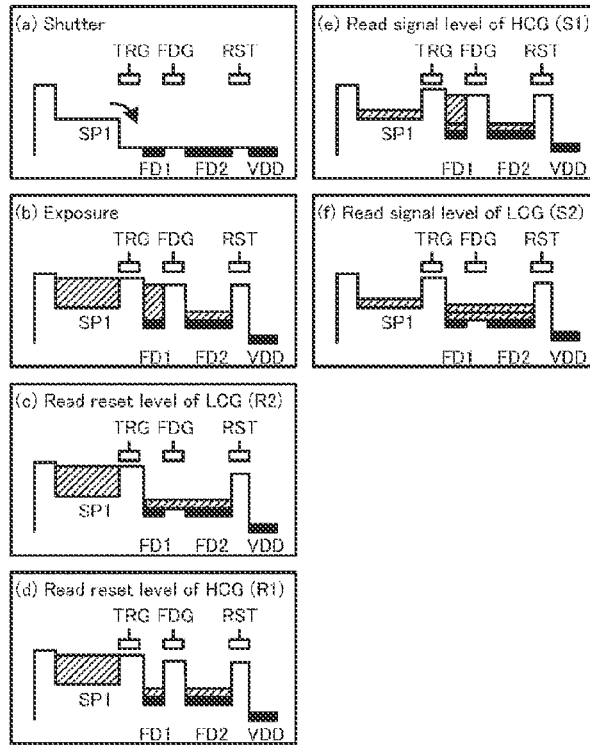 (a) Shutter
TRG FDG RST
SP1
FD1 FD2 VDD
(b) Exposure
TRG FDG RST
SP1
FD1 FD2 VDD
(c) Read reset level of LCG (R2)
TRG FDG RST
SP1
FD1 FD2 VDD
(d) Read reset level of HCG (R1)
TRG FDG RST
SP1
FD1 FD2 VDD
(e) Read signal level of HCG (S1)
TRG FDG RST
SP1
FD1 FD2 VDD
(f) Read signal level of LCG (S2)
TRG FDG RST
SP1
FD1 FD2 VDD